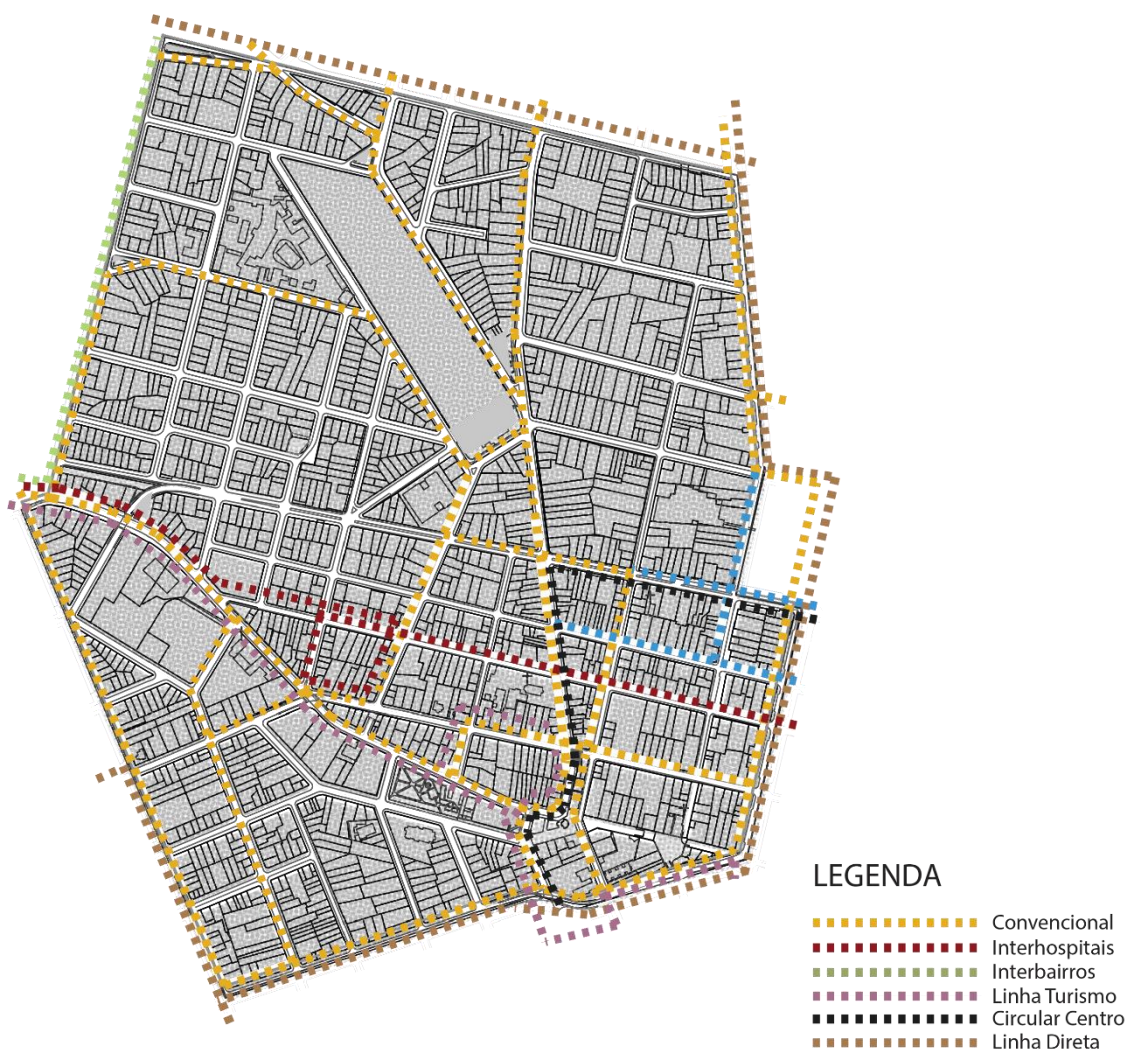 LEGENDA
Convencional
Interhospitais
Interbairros
Linha Turismo
Circular Centro
Linha Direta